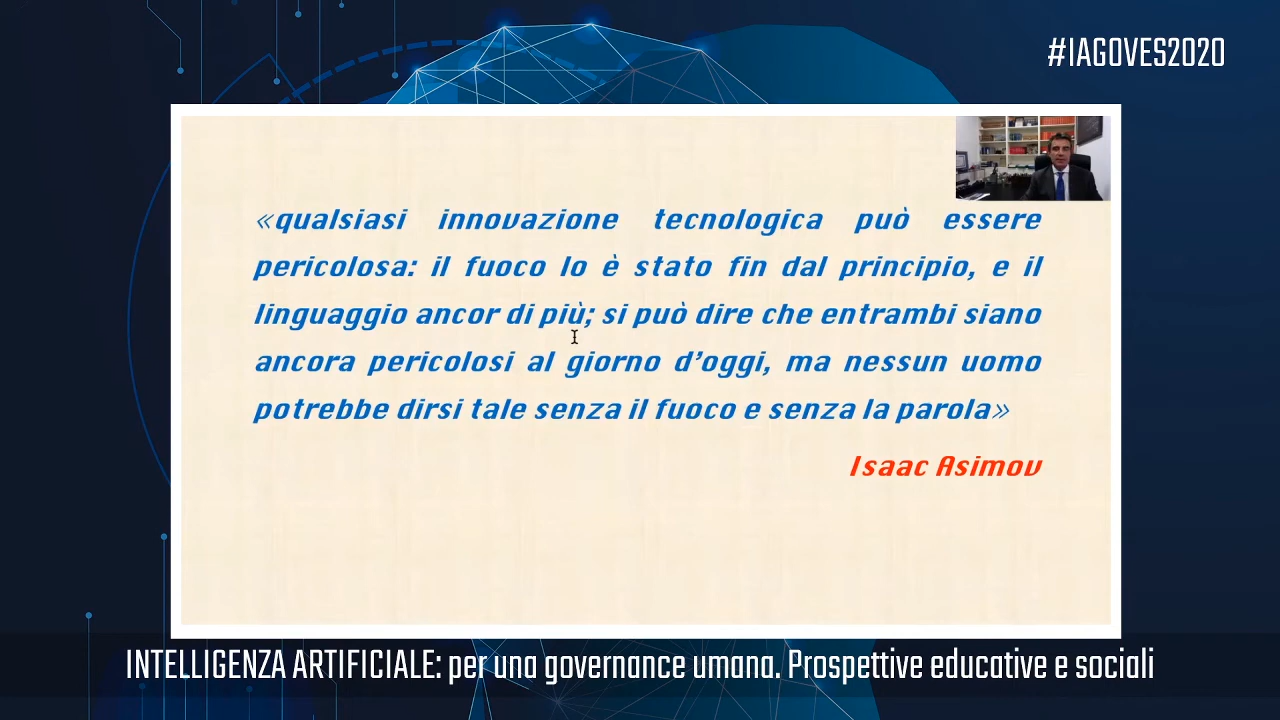 #IAGOVES2020
«qualsiasi innovazione tecnologica può essere
pericolosa: il fuoco lo è stato fin dal principio, e il
linguaggio ancor di più; si può dire che entrambi siano
ancora pericolosi al giorno d’oggi, ma nessun uomo
potrebbe dirsi tale senza il fuoco e senza la parola»
Isaac Asimov
INTELLIGENZA ARTIFICIALE: per una governance umana. Prospettive educative e sociali